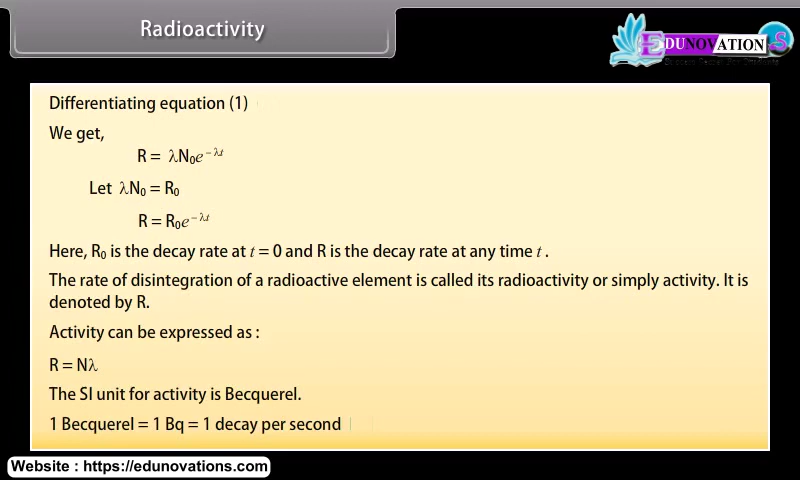 Radioactivity
EDUNOVATION.S
Differentiating equation (1)
We get,
R = λN₀e^−λt
Let λN₀ = R₀
R = R₀e^−λt
Here, R₀ is the decay rate at t = 0 and R is the decay rate at any time t .
The rate of disintegration of a radioactive element is called its radioactivity or simply activity. It is
denoted by R.
Activity can be expressed as :
R = Nλ
The SI unit for activity is Becquerel.
1 Becquerel = 1 Bq = 1 decay per second
Website : https://edunovations.com